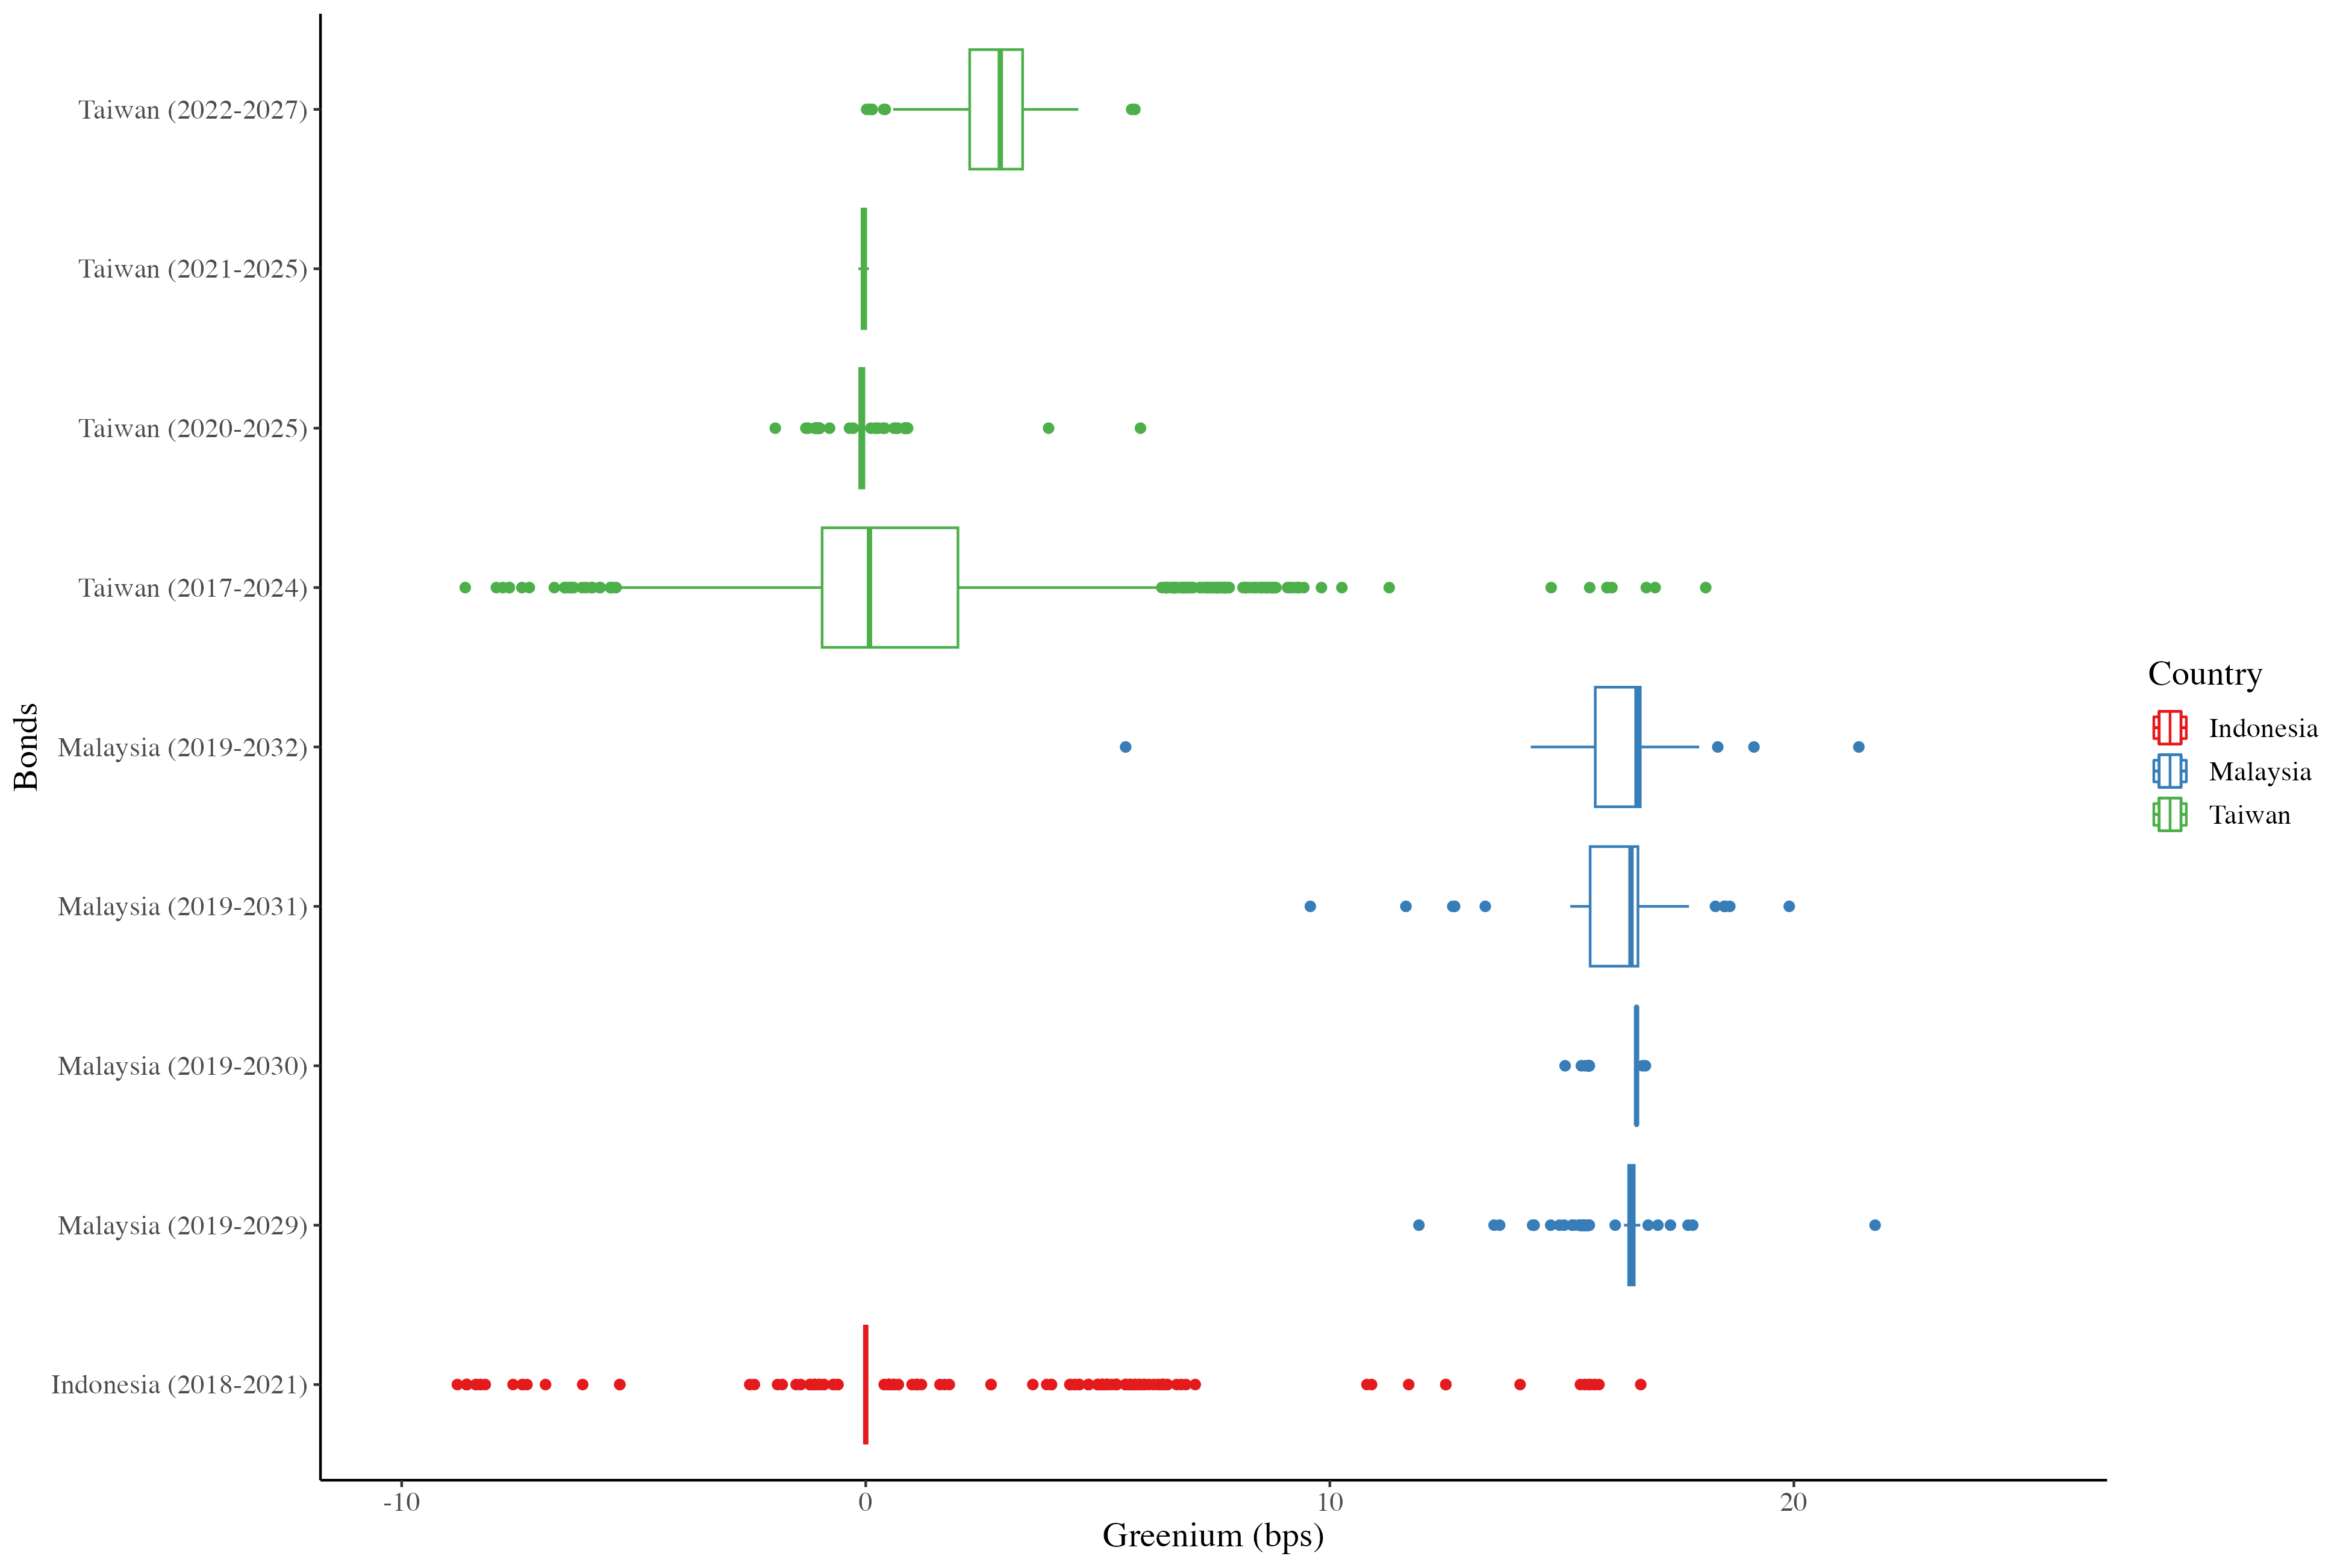 Taiwan (2022-2027)
Taiwan (2021-2025)
Taiwan (2020-2025)
Taiwan (2017-2024)
Malaysia (2019-2032)
Malaysia (2019-2031)
Malaysia (2019-2030)
Malaysia (2019-2029)
Indonesia (2018-2021)
Bonds
-10
0
10
20
Greenium (bps)
Country
Indonesia
Malaysia
Taiwan